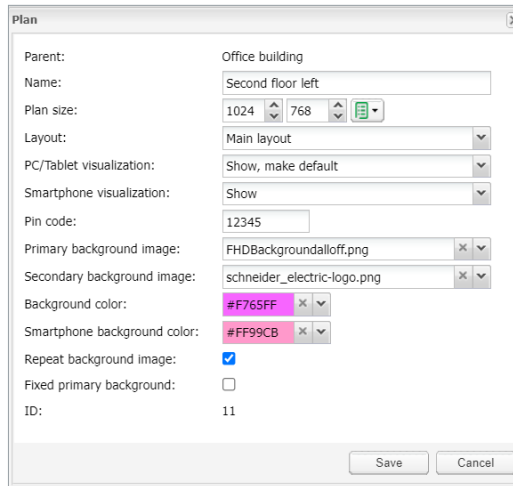 Plan
Parent: Office building
Name: Second floor left
Plan size: 1024 768
Layout: Main layout
PC/Tablet visualization: Show, make default
Smartphone visualization: Show
Pin code: 12345
Primary background image: FHDBackgroundalloff.png
Secondary background image: schneider_electric-logo.png
Background color: #F765FF
Smartphone background color: #FF99CB
Repeat background image:
Fixed primary background:
ID: 11
Save Cancel